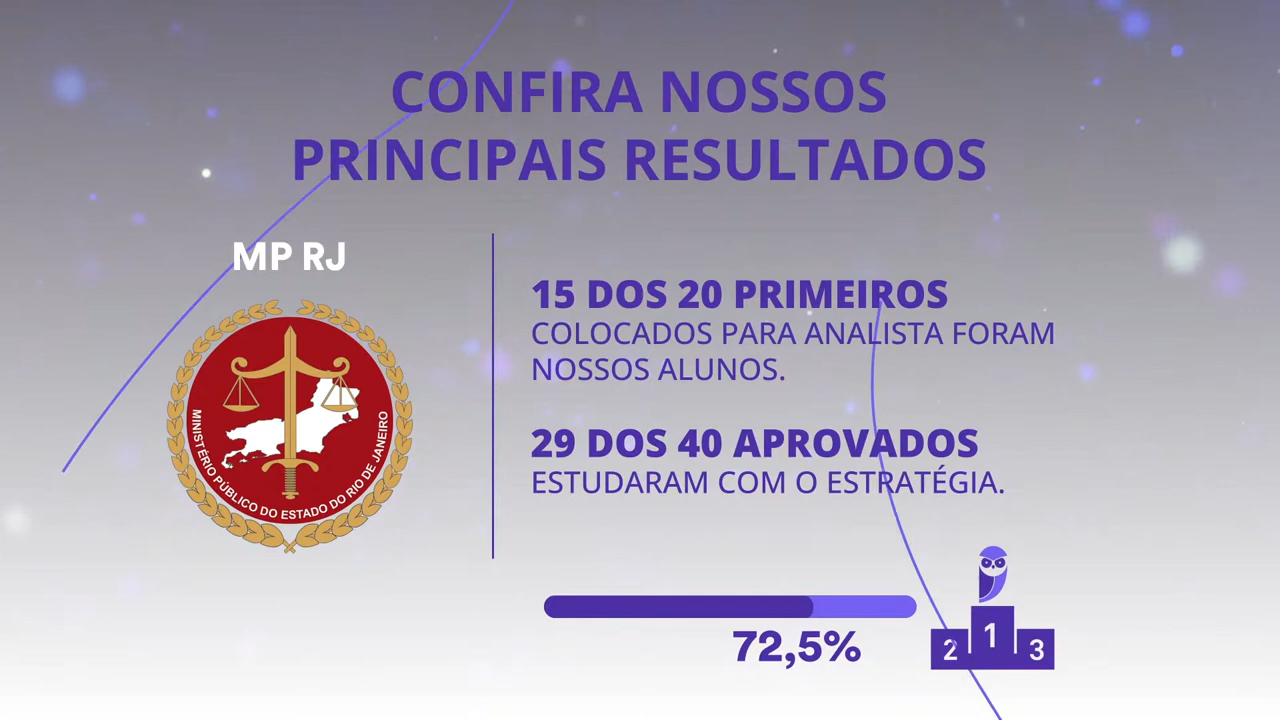 CONFIRA NOSSOS
PRINCIPAIS RESULTADOS
MP RJ
MINISTÉRIO PÚBLICO DO ESTADO DO RIO DE JANEIRO
15 DOS 20 PRIMEIROS
COLOCADOS PARA ANALISTA FORAM
NOSSOS ALUNOS.
29 DOS 40 APROVADOS
ESTUDARAM COM O ESTRATÉGIA.
72,5%
2 1 3